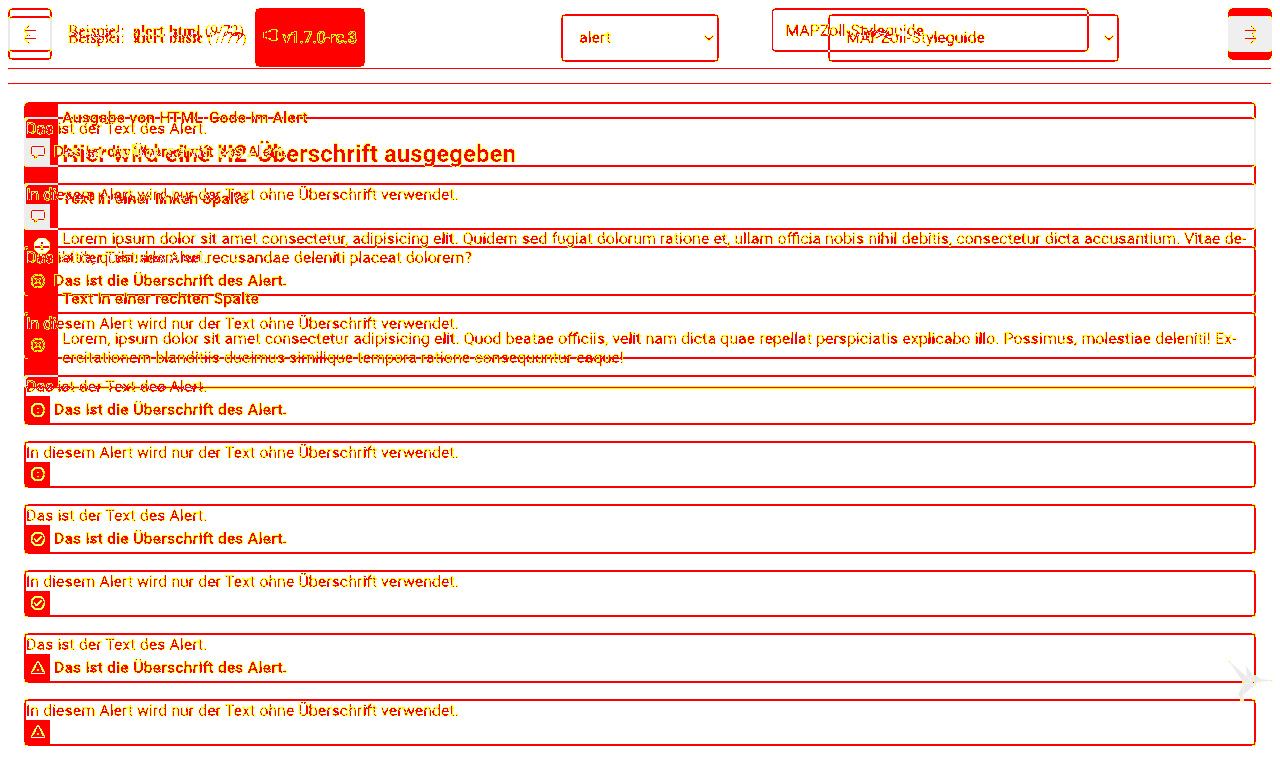 Beispiel: alert html (9/73)
Beispiel: alert basic (7/77)
v1.7.0-rc.3
alert
MAPZoll-Styleguide
MAPZoll-Styleguide
Ausgabe von HTML-Code im Alert
Das ist der Text des Alert.
Das ist die Überschrift des Alert.
Hier wird eine H2-Überschrift ausgegeben
In diesem Alert wird nur der Text ohne Überschrift verwendet.
Text in einer linken Spalte
Lorem ipsum dolor sit amet consectetur, adipisicing elit. Quidem sed fugiat dolorum ratione et, ullam officia nobis nihil debitis, consectetur dicta accusantium. Vitae de-
Das ist der Text des Alert.
recusandae deleniti placeat dolorem?
Das ist die Überschrift des Alert.
Text in einer rechten Spalte
In diesem Alert wird nur der Text ohne Überschrift verwendet.
Lorem, ipsum dolor sit amet consectetur adipisicing elit. Quod beatae officiis, velit nam dicta quae repellat perspiciatis explicabo illo. Possimus, molestiae deleniti! Ex-
ercitationem blanditiis ducimus similique tempora ratione consequuntur eaque!
Das ist der Text des Alert.
Das ist die Überschrift des Alert.
In diesem Alert wird nur der Text ohne Überschrift verwendet.
Das ist der Text des Alert.
Das ist die Überschrift des Alert.
In diesem Alert wird nur der Text ohne Überschrift verwendet.
Das ist der Text des Alert.
Das ist die Überschrift des Alert.
In diesem Alert wird nur der Text ohne Überschrift verwendet.